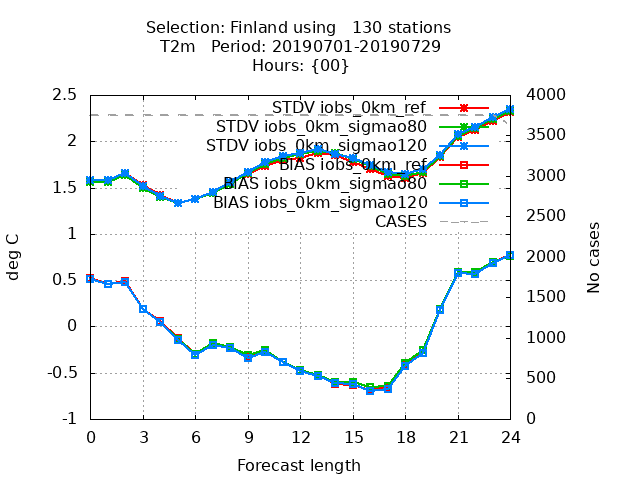 Selection: Finland using   130 stations
T2m   Period: 20190701-20190729
Hours: {00}
2.5
2
1.5
1
0.5
0
-0.5
-1
deg C
STDV iobs_0km_ref
STDV iobs_0km_sigmao80
STDV iobs_0km_sigmao120
BIAS iobs_0km_ref
BIAS iobs_0km_sigmao80
BIAS iobs_0km_sigmao120
CASES
4000
3500
3000
2500
2000
1500
1000
500
0
No cases
0 3 6 9 12 15 18 21 24
Forecast length